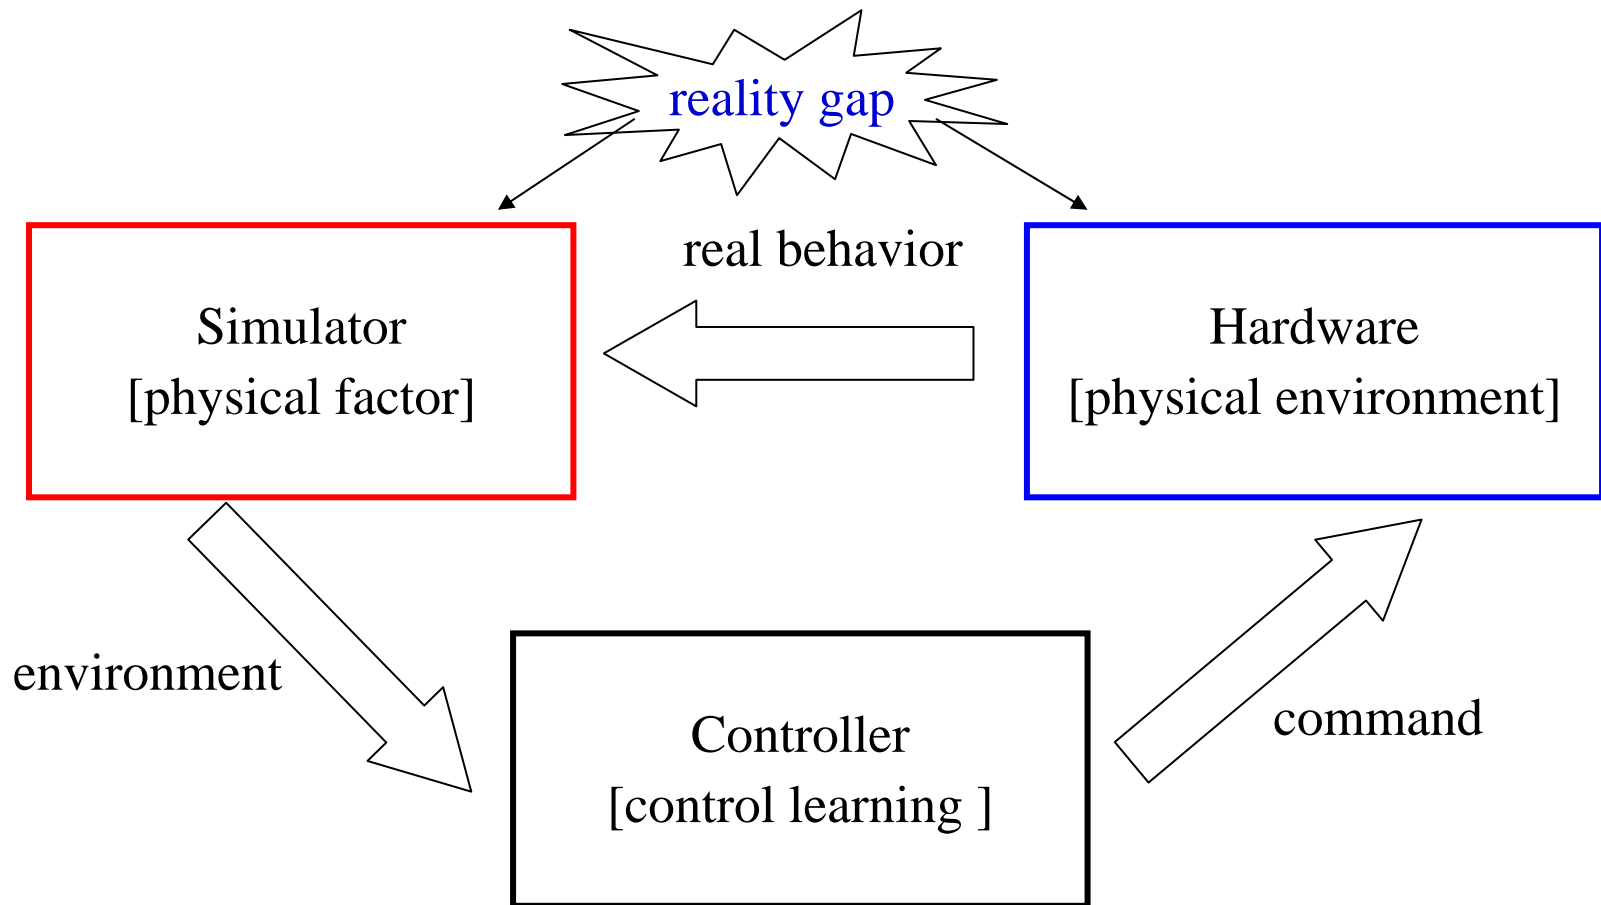 reality gap
real behavior
Simulator
[physical factor]
Hardware
[physical environment]
environment
command
Controller
[control learning ]